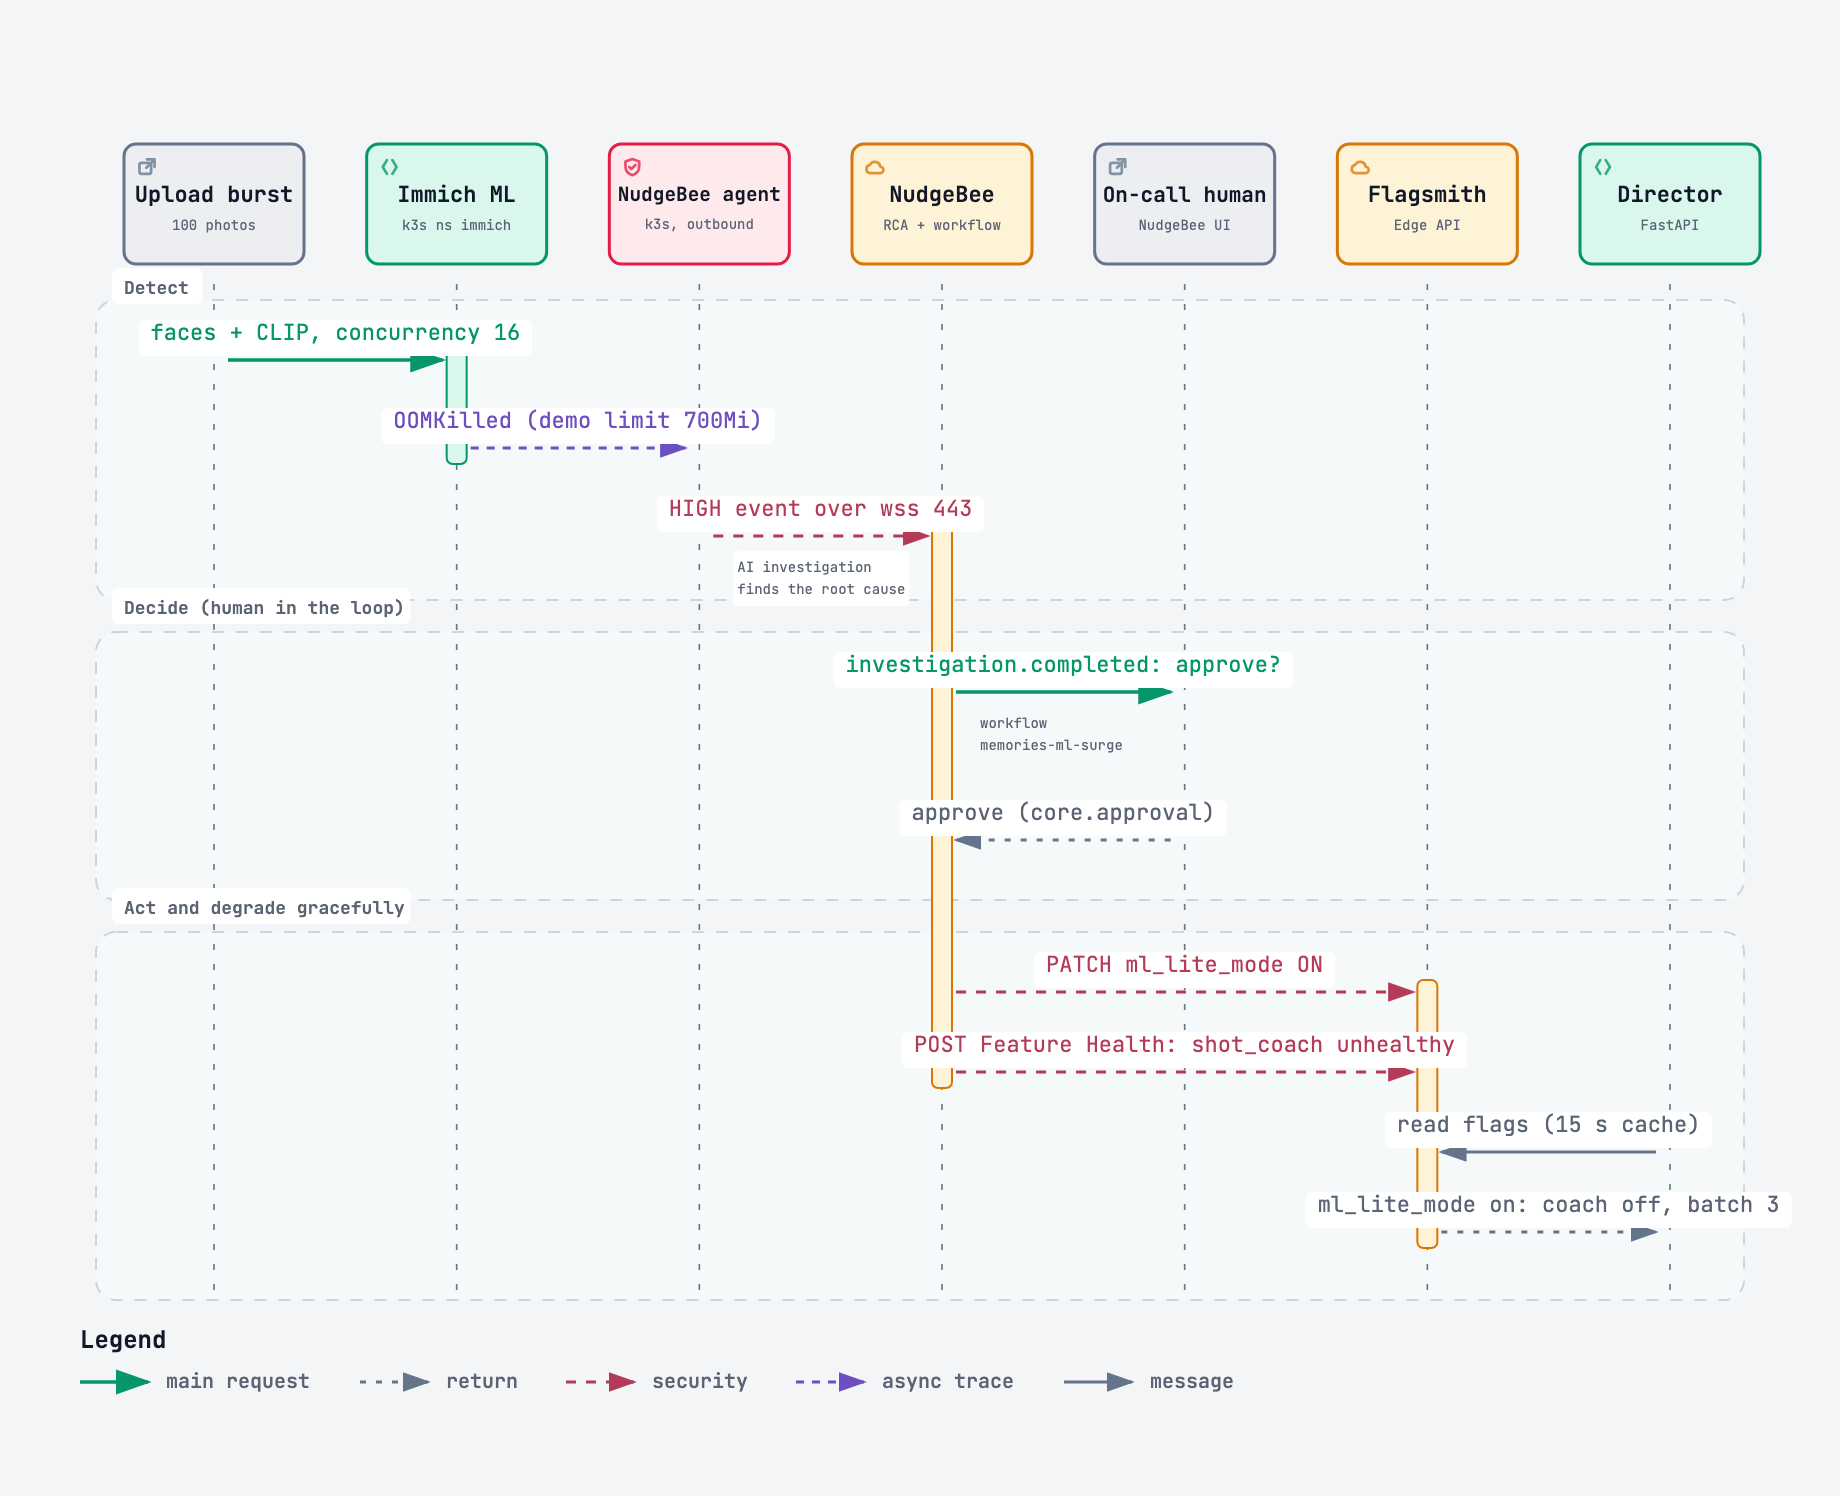 Upload burst
100 photos
Immich ML
k3s ns immich
NudgeBee agent
k3s, outbound
NudgeBee
RCA + workflow
On-call human
NudgeBee UI
Flagsmith
Edge API
Director
FastAPI
Detect
faces + CLIP, concurrency 16
OOMKilled (demo limit 700Mi)
HIGH event over wss 443
AI investigation
finds the root cause
Decide (human in the loop)
investigation.completed: approve?
workflow
memories-ml-surge
approve (core.approval)
Act and degrade gracefully
PATCH ml_lite_mode ON
POST Feature Health: shot_coach unhealthy
read flags (15 s cache)
ml_lite_mode on: coach off, batch 3
Legend
main request
return
security
async trace
message